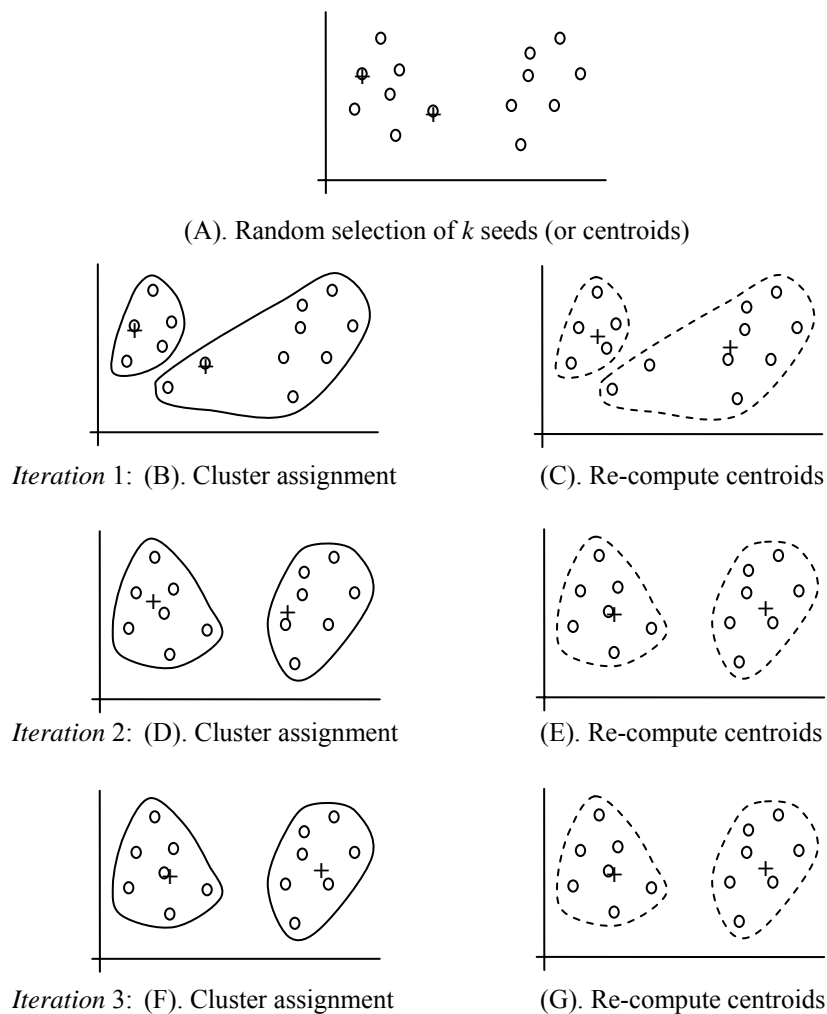 (A). Random selection of k seeds (or centroids)
Iteration 1: (B). Cluster assignment
(C). Re-compute centroids
Iteration 2: (D). Cluster assignment
(E). Re-compute centroids
Iteration 3: (F). Cluster assignment
(G). Re-compute centroids